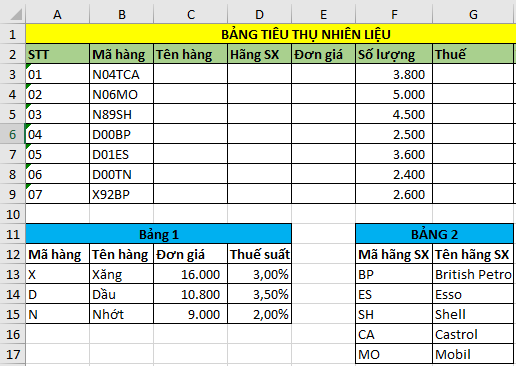 A B C D E F G
1 BẢNG TIÊU THỤ NHIÊN LIỆU
2 STT Mã hàng Tên hàng Hãng SX Đơn giá Số lượng Thuế
3 01 N04TCA 3.800
4 02 N06MO 5.000
5 03 N89SH 4.500
6 04 D00BP 2.500
7 05 D01ES 3.600
8 06 D00TN 2.400
9 07 X92BP 2.600
10
11 Bảng 1 BẢNG 2
12 Mã hàng Tên hàng Đơn giá Thuế suất Mã hãng SX Tên hãng SX
13 X Xăng 16.000 3,00% BP British Petro
14 D Dầu 10.800 3,50% ES Esso
15 N Nhớt 9.000 2,00% SH Shell
16 CA Castrol
17 MO Mobil